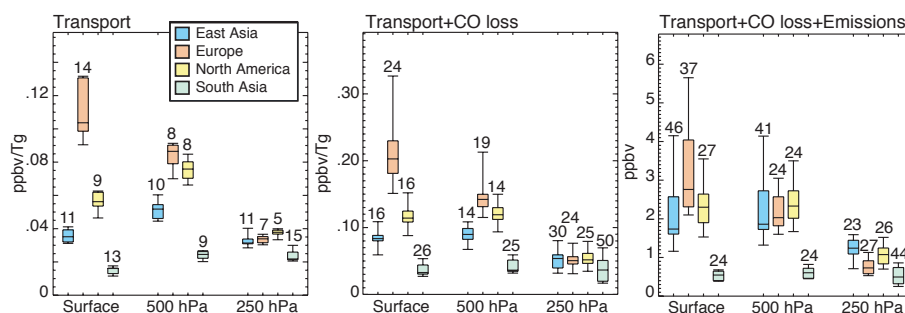 Transport
Transport+CO loss
Transport+CO loss+Emissions
ppbv/Tg
.12
.08
.04
0
East Asia
Europe
North America
South Asia
11
14
9
13
10
8
8
9
11
7
5
15
Surface
500 hPa
250 hPa
ppbv/Tg
.30
.20
0.10
0
16
24
16
26
14
19
14
25
30
24
25
50
Surface
500 hPa
250 hPa
ppbv
6
5
4
3
2
1
0
46
37
27
24
41
24
24
24
23
27
26
44
Surface
500 hPa
250 hPa